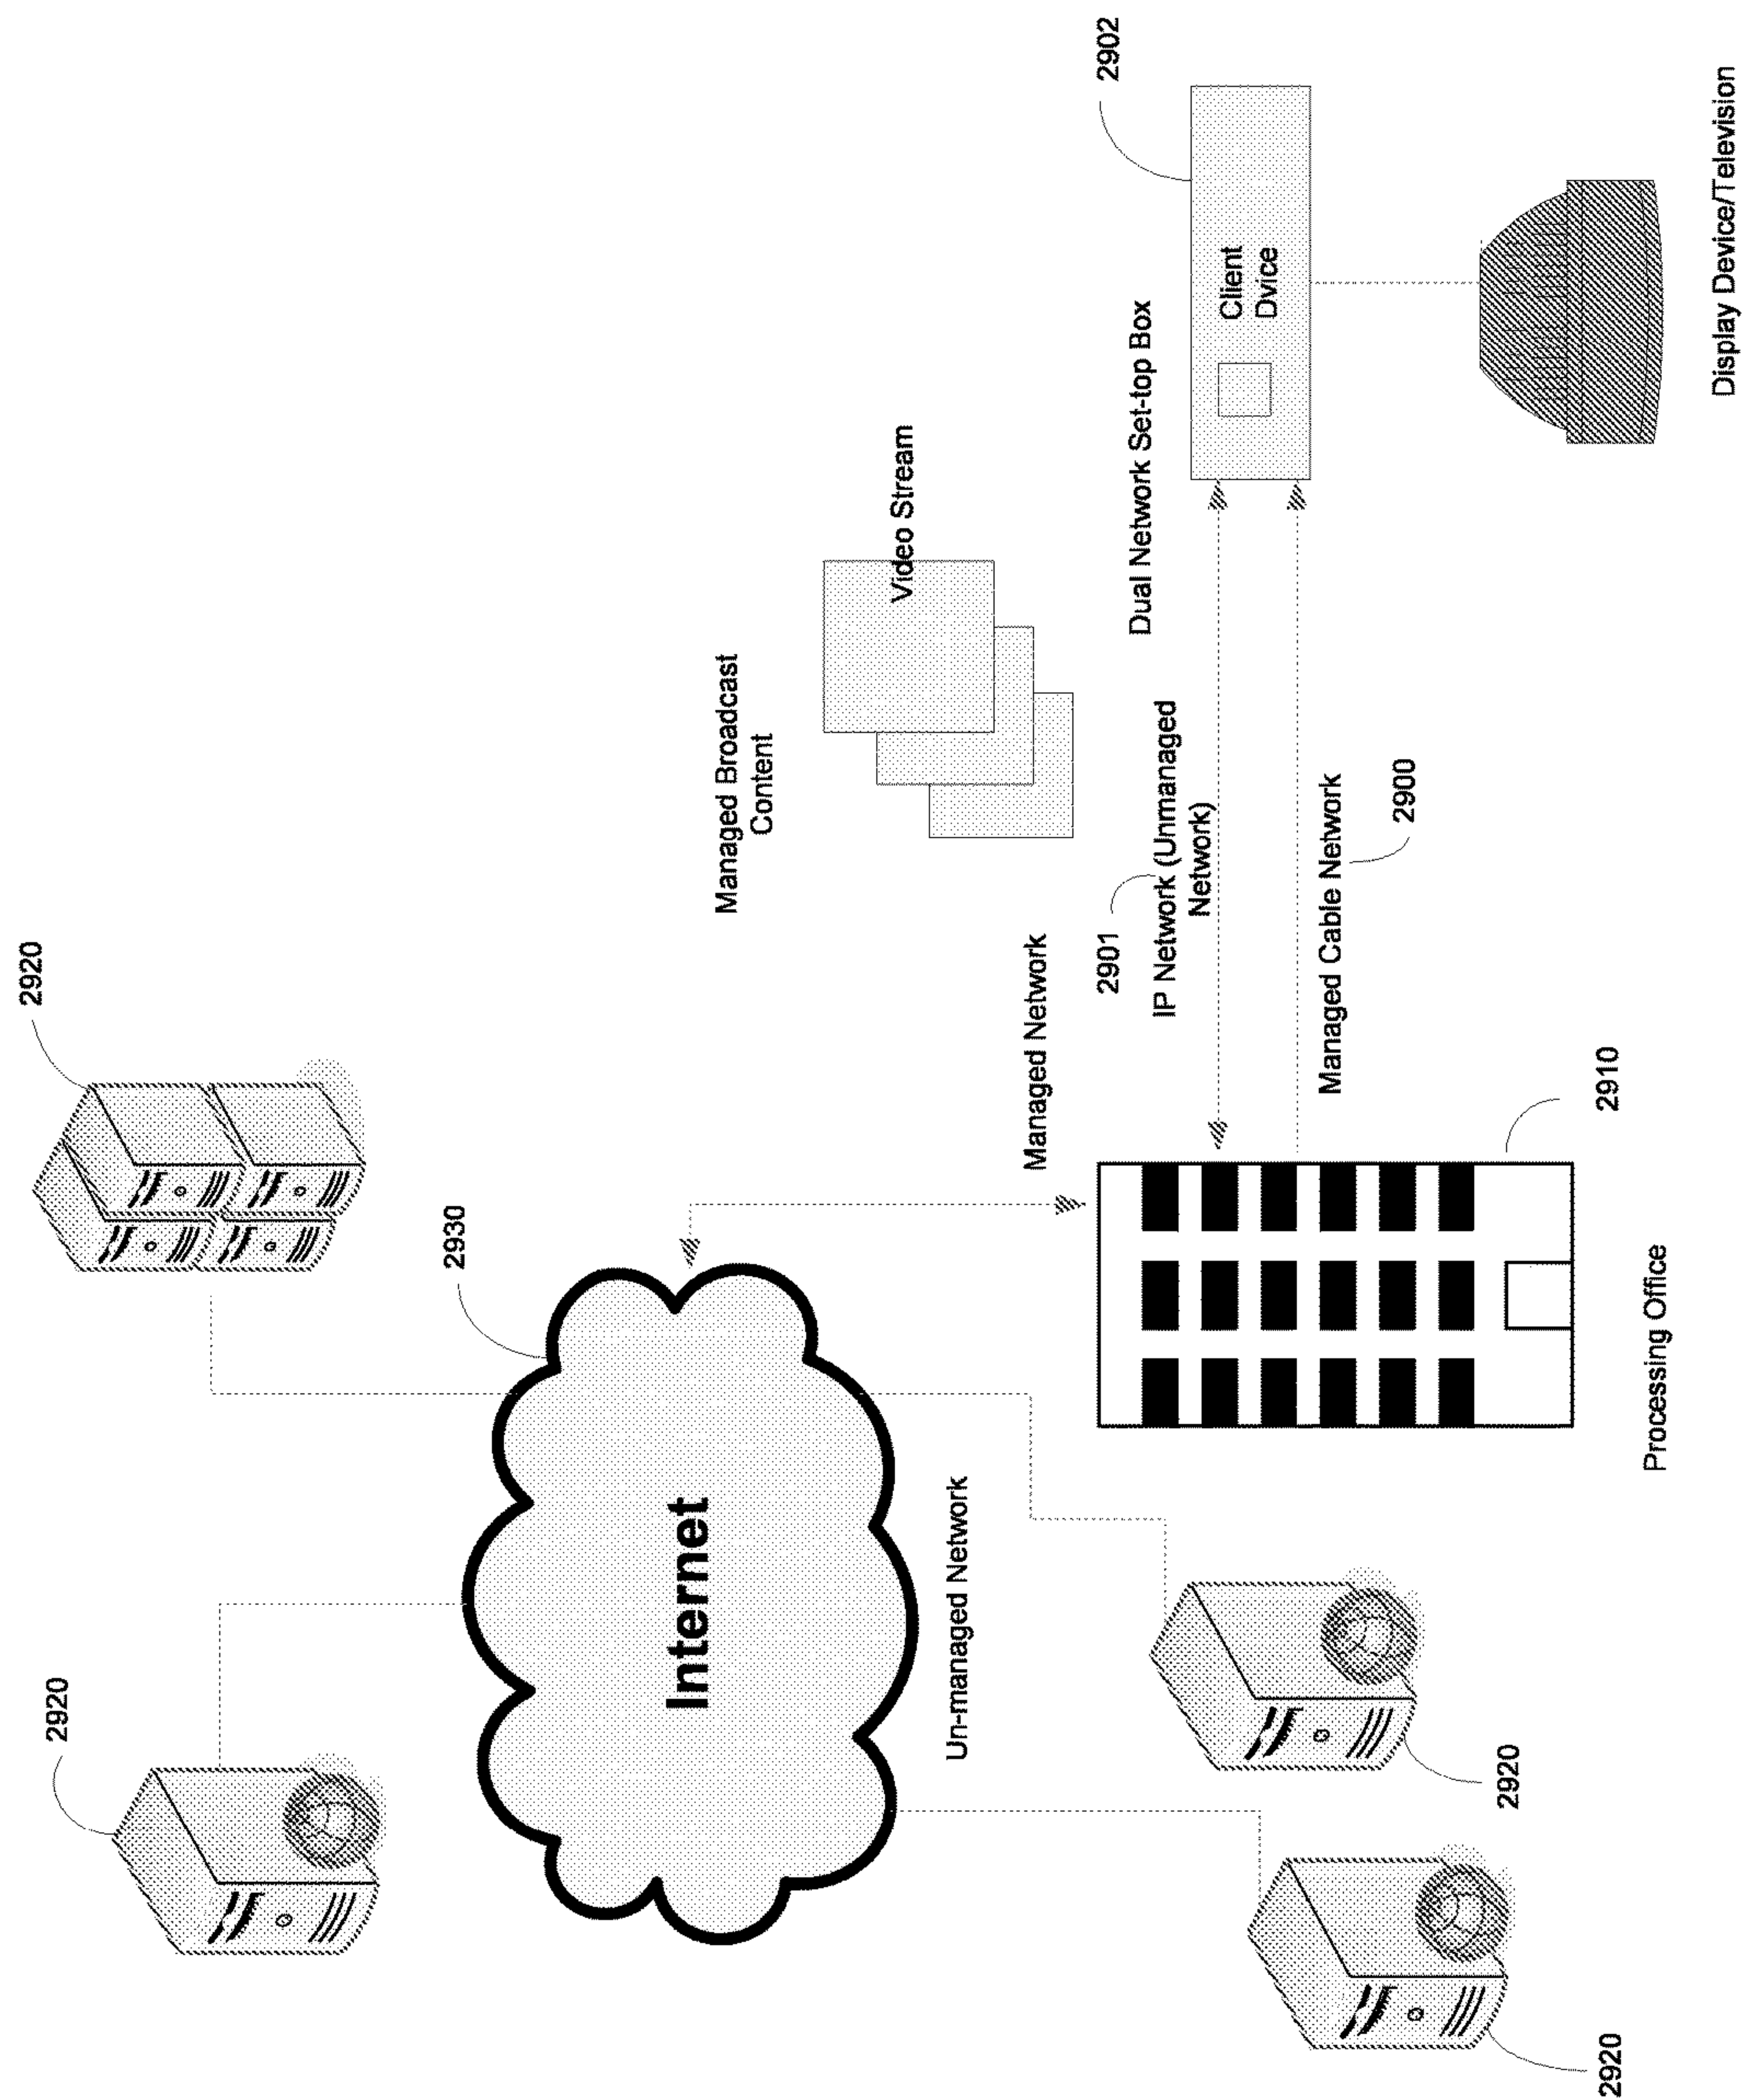 2920
2920
2930
Internet
Managed Broadcast
Content
Video Stream
Un-managed Network
Managed Network
2901
2902
Dual Network Set-top Box
IP Network (Unmanaged
Network)
Client
Dvice
Managed Cable Network
2900
2920
2920
2910
Processing Office
Display Device/Television